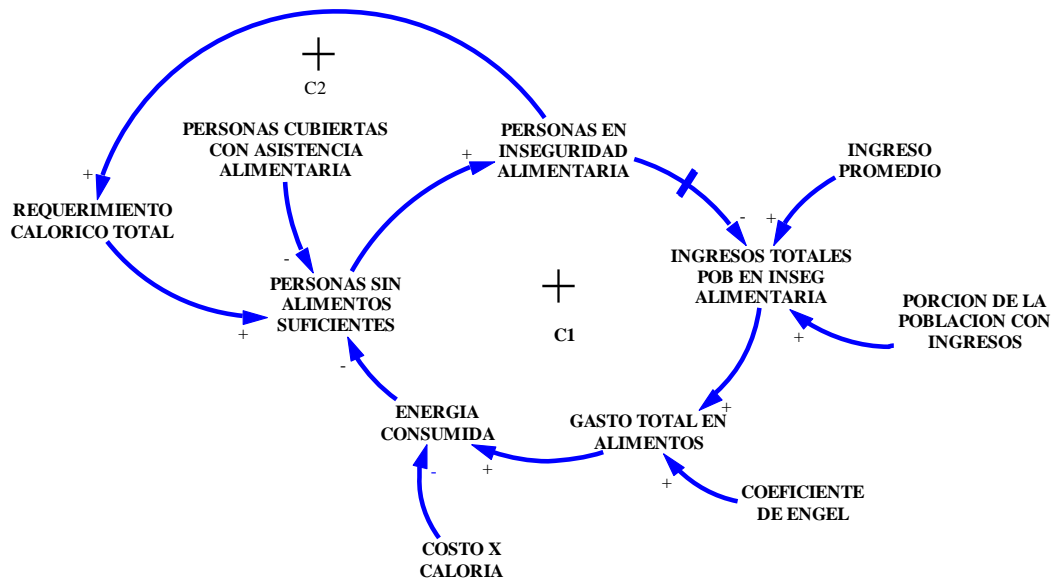 C2
PERSONAS CUBIERTAS
CON ASISTENCIA
ALIMENTARIA
PERSONAS EN
INSEGURIDAD
ALIMENTARIA
INGRESO
PROMEDIO
+
+
REQUERIMIENTO
CALORICO TOTAL
-
+
-
PERSONAS SIN
ALIMENTOS
SUFICIENTES
+
INGRESOS TOTALES
POB EN INSEG
ALIMENTARIA
PORCION DE LA
POBLACION CON
INGRESOS
+
C1
-
ENERGIA
CONSUMIDA
+
GASTO TOTAL EN
ALIMENTOS
+
-
+
+
COEFICIENTE
DE ENGEL
COSTO X
CALORIA